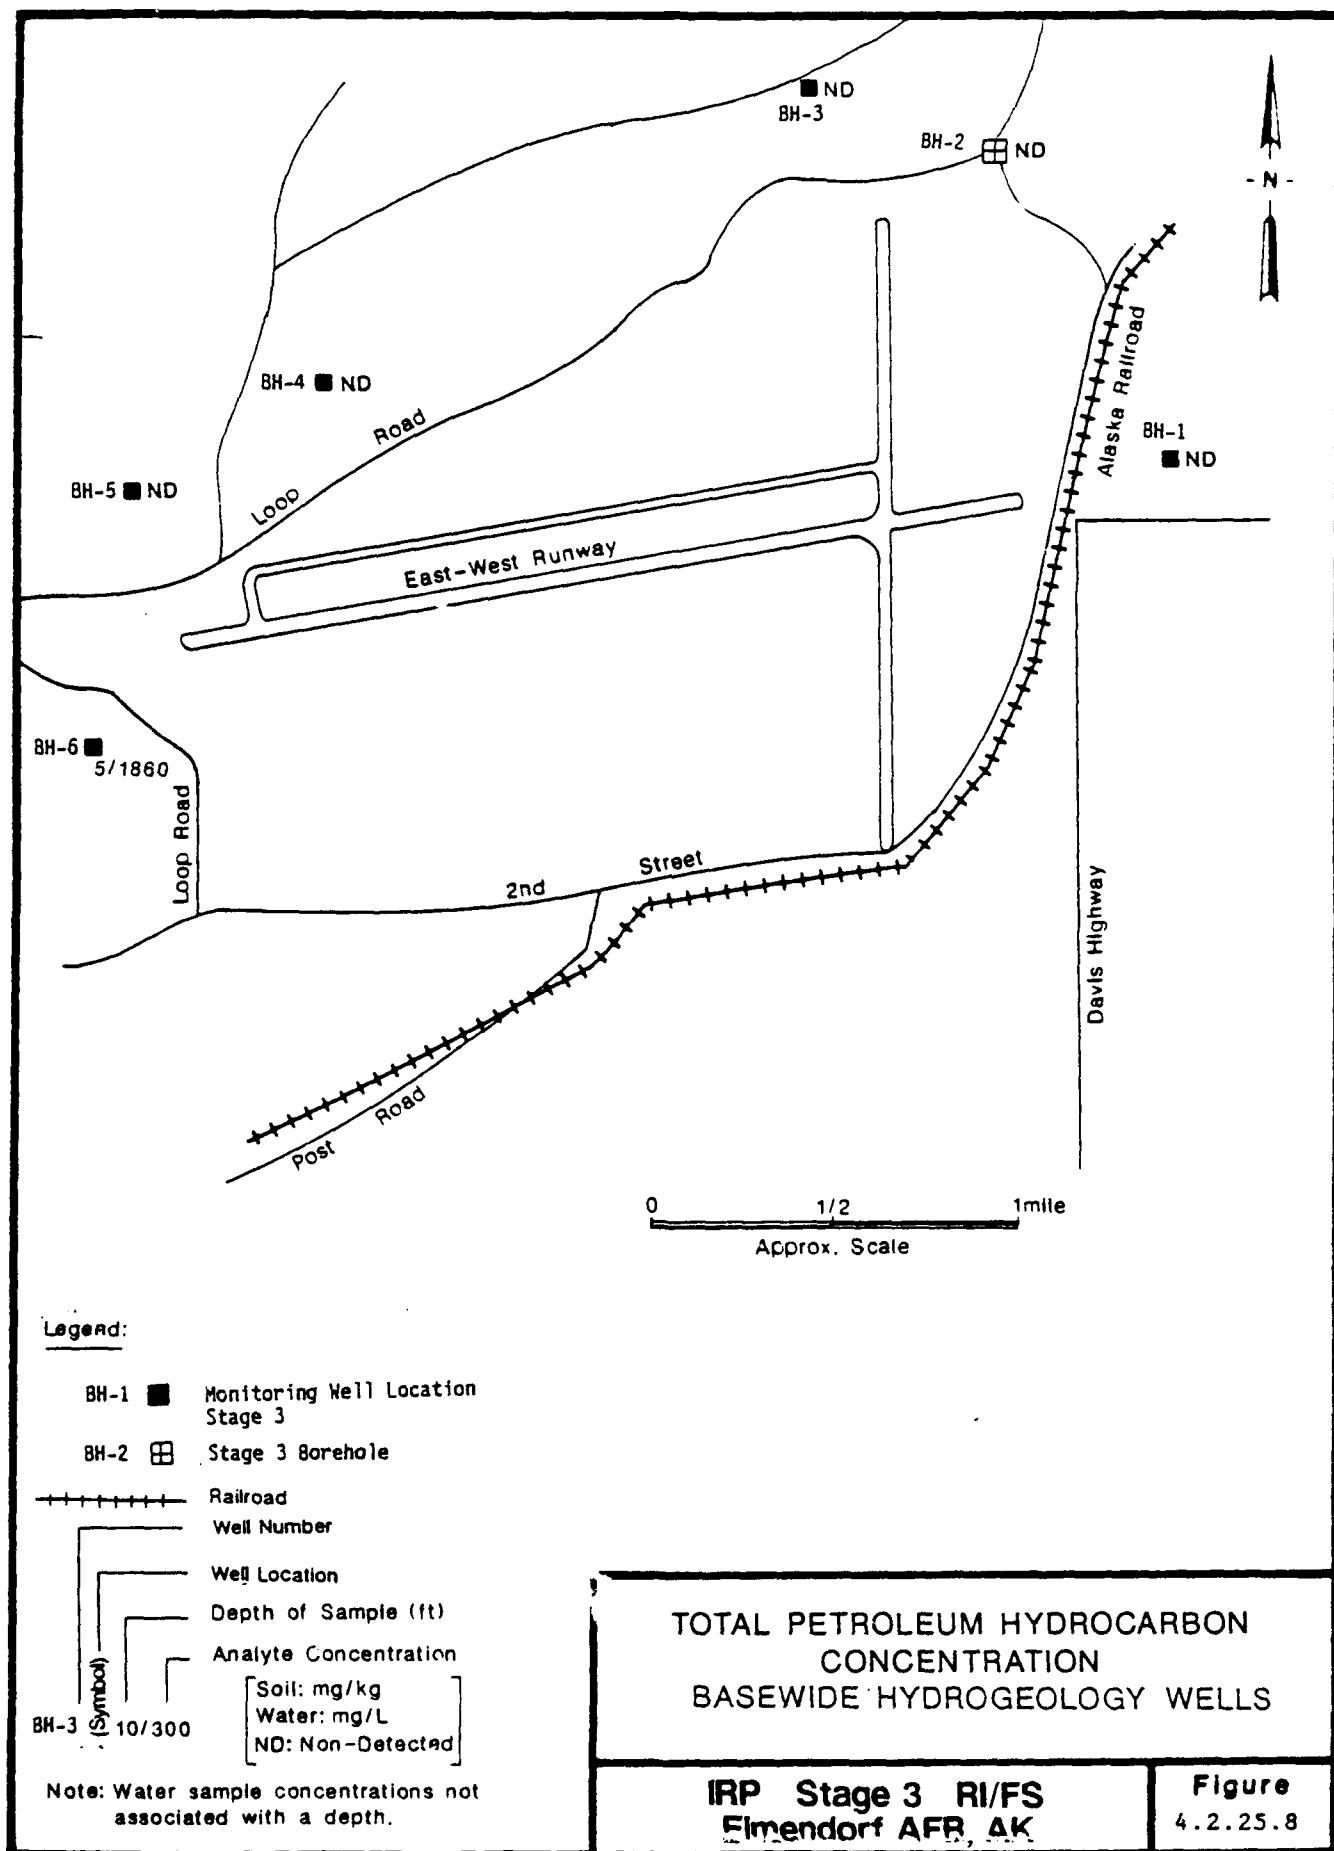 ND
BH-3
BH-2 ND
- N -
BH-4 ND
Alaska Railroad
Loop Road
BH-1
ND
BH-5 ND
East-West Runway
BH-6
5/1860
Loop Road
2nd Street
Davis Highway
Post Road
0 1/2 1mile
Approx. Scale
Legend:
BH-1 Monitoring Well Location
Stage 3
BH-2 Stage 3 Borehole
Railroad
Well Number
Well Location
Depth of Sample (ft)
Analyte Concentration
Soil: mg/kg
Water: mg/L
ND: Non-Detected
BH-3 (Symbol) 10/300
Note: Water sample concentrations not
associated with a depth.
TOTAL PETROLEUM HYDROCARBON
CONCENTRATION
BASEWIDE HYDROGEOLOGY WELLS
IRP Stage 3 RI/FS
Elmendorf AFB, AK
Figure
4.2.25.8